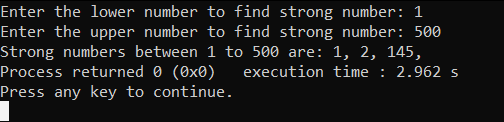 Enter the lower number to find strong number: 1
Enter the upper number to find strong number: 500
Strong numbers between 1 to 500 are: 1, 2, 145,
Process returned 0 (0x0)   execution time : 2.962 s
Press any key to continue.